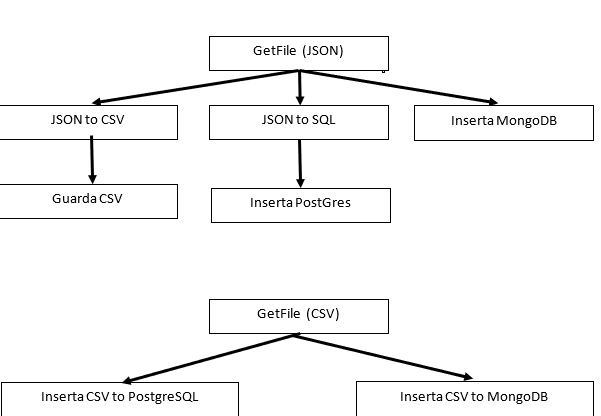 GetFile (JSON)
JSON to CSV
JSON to SQL
Inserta MongoDB
Guarda CSV
Inserta PostGres
GetFile (CSV)
Inserta CSV to PostgreSQL
Inserta CSV to MongoDB